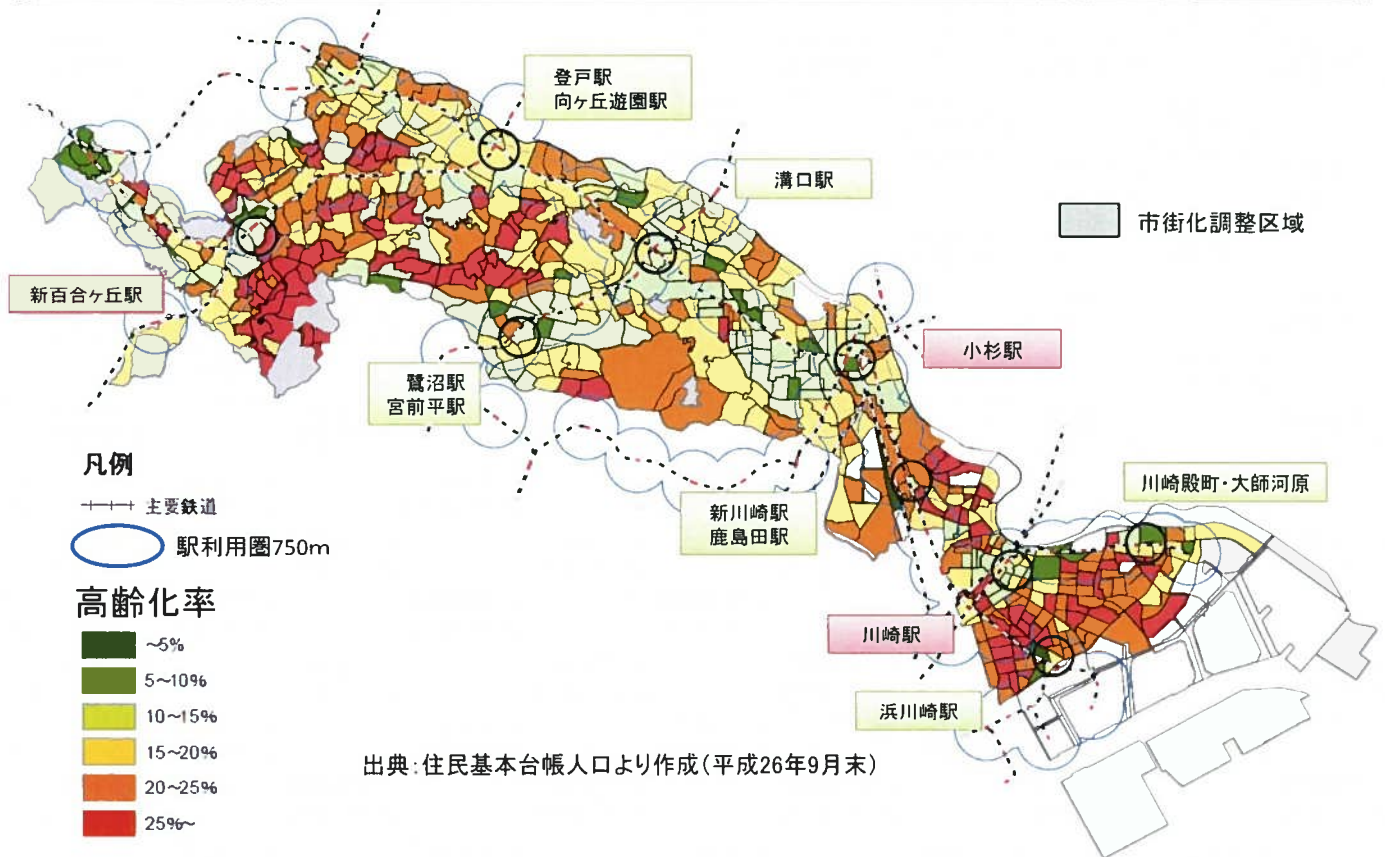 登戸駅
向ヶ丘遊園駅
溝口駅
市街化調整区域
新百合ヶ丘駅
小杉駅
鷺沼駅
宮前平駅
凡例
主要鉄道
駅利用圏750m
新川崎駅
鹿島田駅
川崎殿町・大師河原
高齢化率
~5%
5~10%
10~15%
15~20%
20~25%
25%~
川崎駅
浜川崎駅
出典:住民基本台帳人口より作成(平成26年9月末)